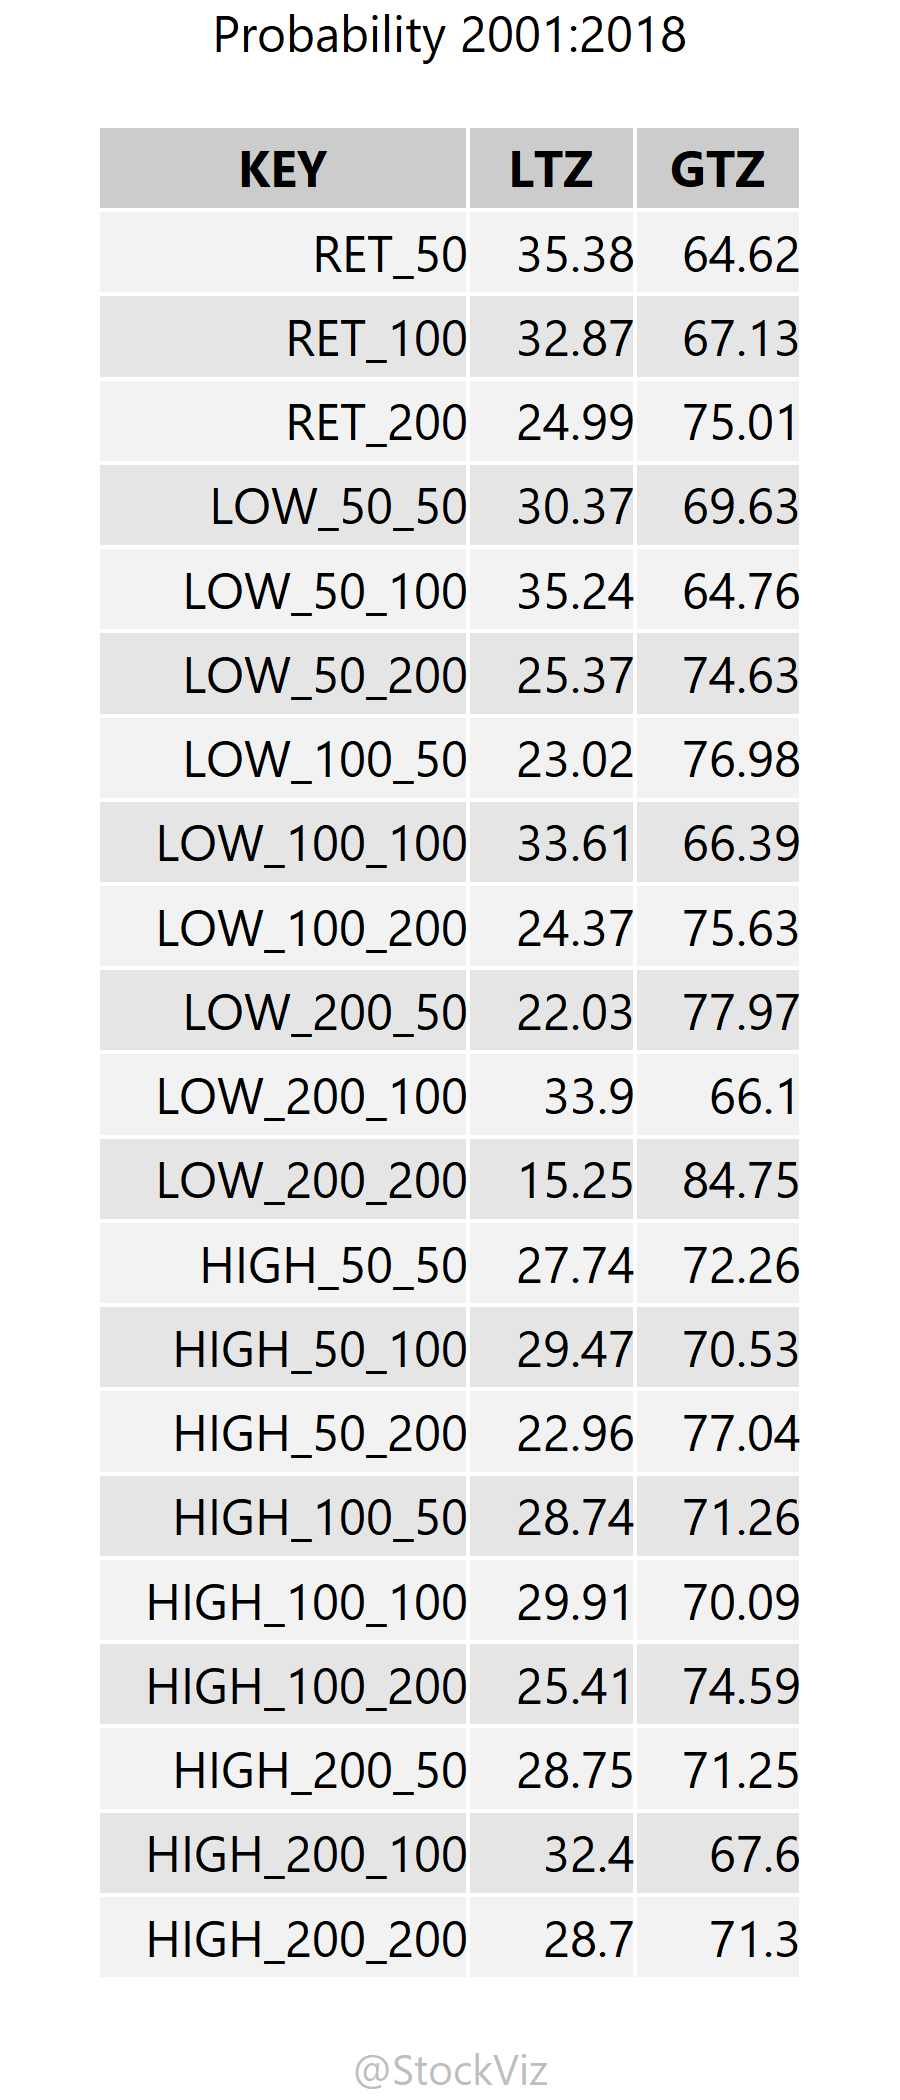 Probability 2001:2018
KEY LTZ GTZ
RET_50 35.38 64.62
RET_100 32.87 67.13
RET_200 24.99 75.01
LOW_50_50 30.37 69.63
LOW_50_100 35.24 64.76
LOW_50_200 25.37 74.63
LOW_100_50 23.02 76.98
LOW_100_100 33.61 66.39
LOW_100_200 24.37 75.63
LOW_200_50 22.03 77.97
LOW_200_100 33.9 66.1
LOW_200_200 15.25 84.75
HIGH_50_50 27.74 72.26
HIGH_50_100 29.47 70.53
HIGH_50_200 22.96 77.04
HIGH_100_50 28.74 71.26
HIGH_100_100 29.91 70.09
HIGH_100_200 25.41 74.59
HIGH_200_50 28.75 71.25
HIGH_200_100 32.4 67.6
HIGH_200_200 28.7 71.3
@StockViz